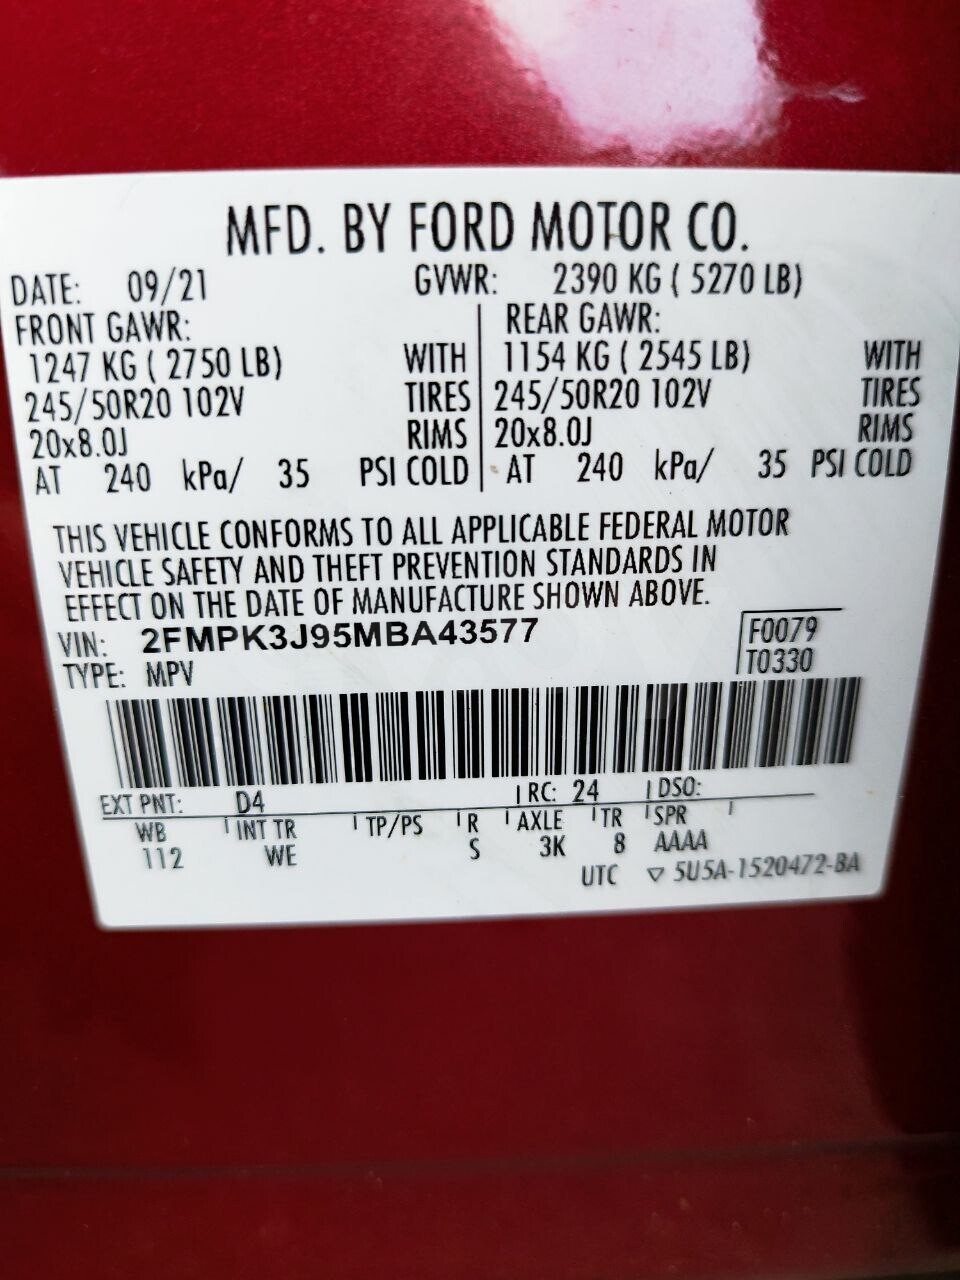 MFD. BY FORD MOTOR CO.
DATE: 09/21 GVWR: 2390 KG ( 5270 LB)
FRONT GAWR: REAR GAWR:
1247 KG ( 2750 LB) WITH 1154 KG ( 2545 LB) WITH
245/50R20 102V TIRES 245/50R20 102V TIRES
20x8.0J RIMS 20x8.0J RIMS
AT 240 kPa/ 35 PSI COLD AT 240 kPa/ 35 PSI COLD
THIS VEHICLE CONFORMS TO ALL APPLICABLE FEDERAL MOTOR
VEHICLE SAFETY AND THEFT PREVENTION STANDARDS IN
EFFECT ON THE DATE OF MANUFACTURE SHOWN ABOVE.
VIN: 2FMPK3J95MBA43577 F0079
TYPE: MPV T0330
EXT PNT: D4 RC: 24 DSO:
WB INT TR TP/PS R AXLE TR SPR
112 WE S 3K 8 AAAA
UTC ▽ 5U5A-1520472-BA